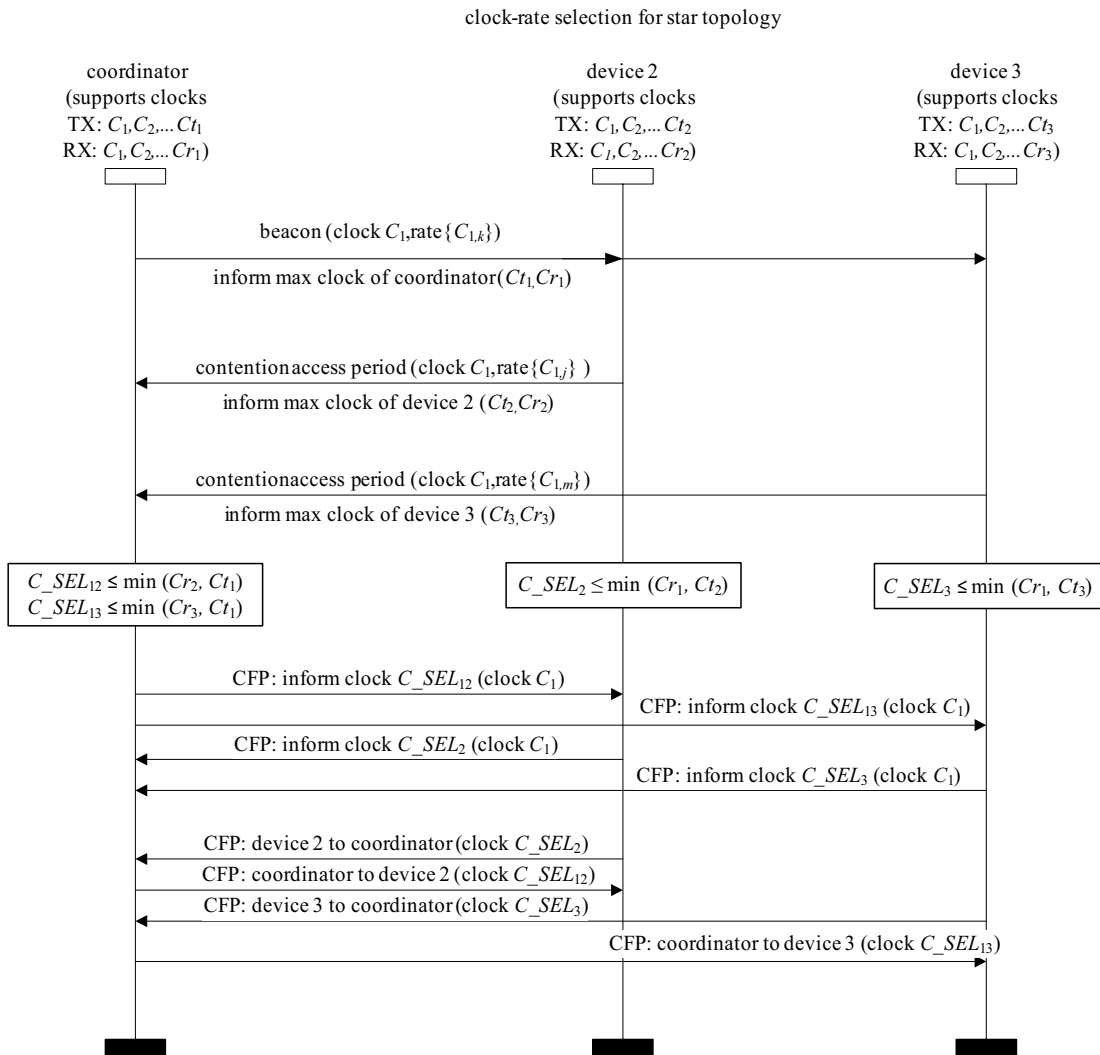 clock-rate selection for star topology
coordinator
(supports clocks
TX: C₁,C₂,... Ct₁
RX: C₁,C₂,... Cr₁)
device 2
(supports clocks
TX: C₁,C₂,... Ct₂
RX: C₁,C₂,... Cr₂)
device 3
(supports clocks
TX: C₁,C₂,... Ct₃
RX: C₁,C₂,... Cr₃)
beacon (clock C₁,rate{C₁,ₖ})
inform max clock of coordinator(Ct₁,Cr₁)
contention access period (clock C₁,rate{C₁,ⱼ} )
inform max clock of device 2 (Ct₂,Cr₂)
contention access period (clock C₁,rate{C₁,ₘ})
inform max clock of device 3 (Ct₃,Cr₃)
C_SEL₁₂ ≤ min (Cr₂, Ct₁)
C_SEL₁₃ ≤ min (Cr₃, Ct₁)
C_SEL₂ ≤ min (Cr₁, Ct₂)
C_SEL₃ ≤ min (Cr₁, Ct₃)
CFP: inform clock C_SEL₁₂ (clock C₁)
CFP: inform clock C_SEL₁₃ (clock C₁)
CFP: inform clock C_SEL₂ (clock C₁)
CFP: inform clock C_SEL₃ (clock C₁)
CFP: device 2 to coordinator (clock C_SEL₂)
CFP: coordinator to device 2 (clock C_SEL₁₂)
CFP: device 3 to coordinator (clock C_SEL₃)
CFP: coordinator to device 3 (clock C_SEL₁₃)